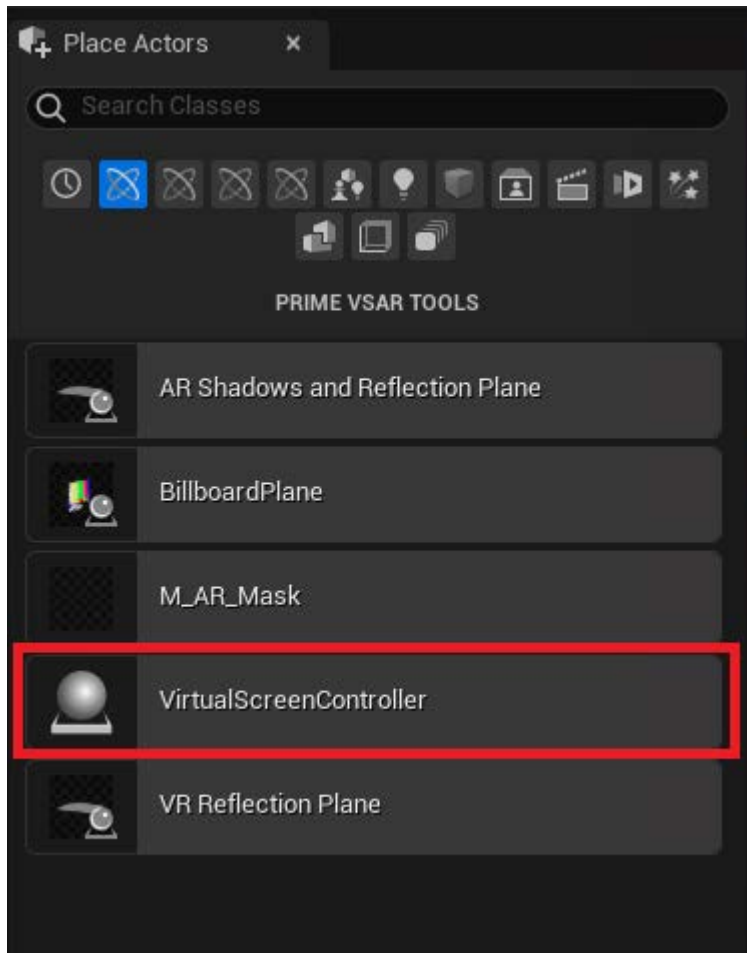 Place Actors
Search Classes
PRIME VSAR TOOLS
AR Shadows and Reflection Plane
BillboardPlane
M_AR_Mask
VirtualScreenController
VR Reflection Plane